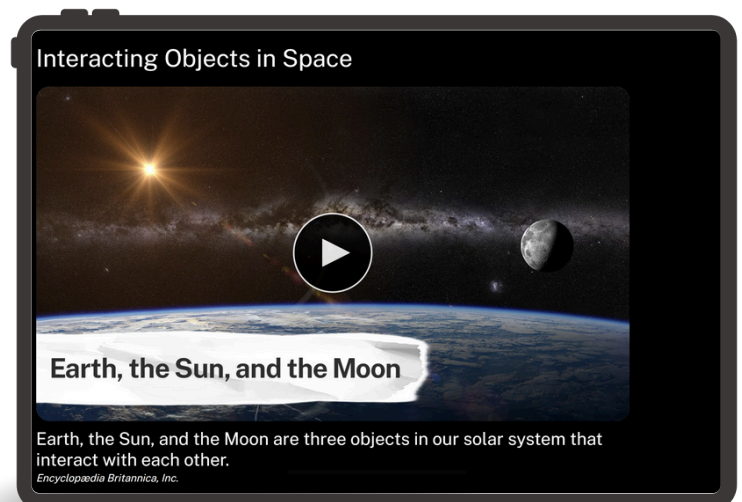 Interacting Objects in Space
Earth, the Sun, and the Moon
Earth, the Sun, and the Moon are three objects in our solar system that
interact with each other.
Encyclopædia Britannica, Inc.